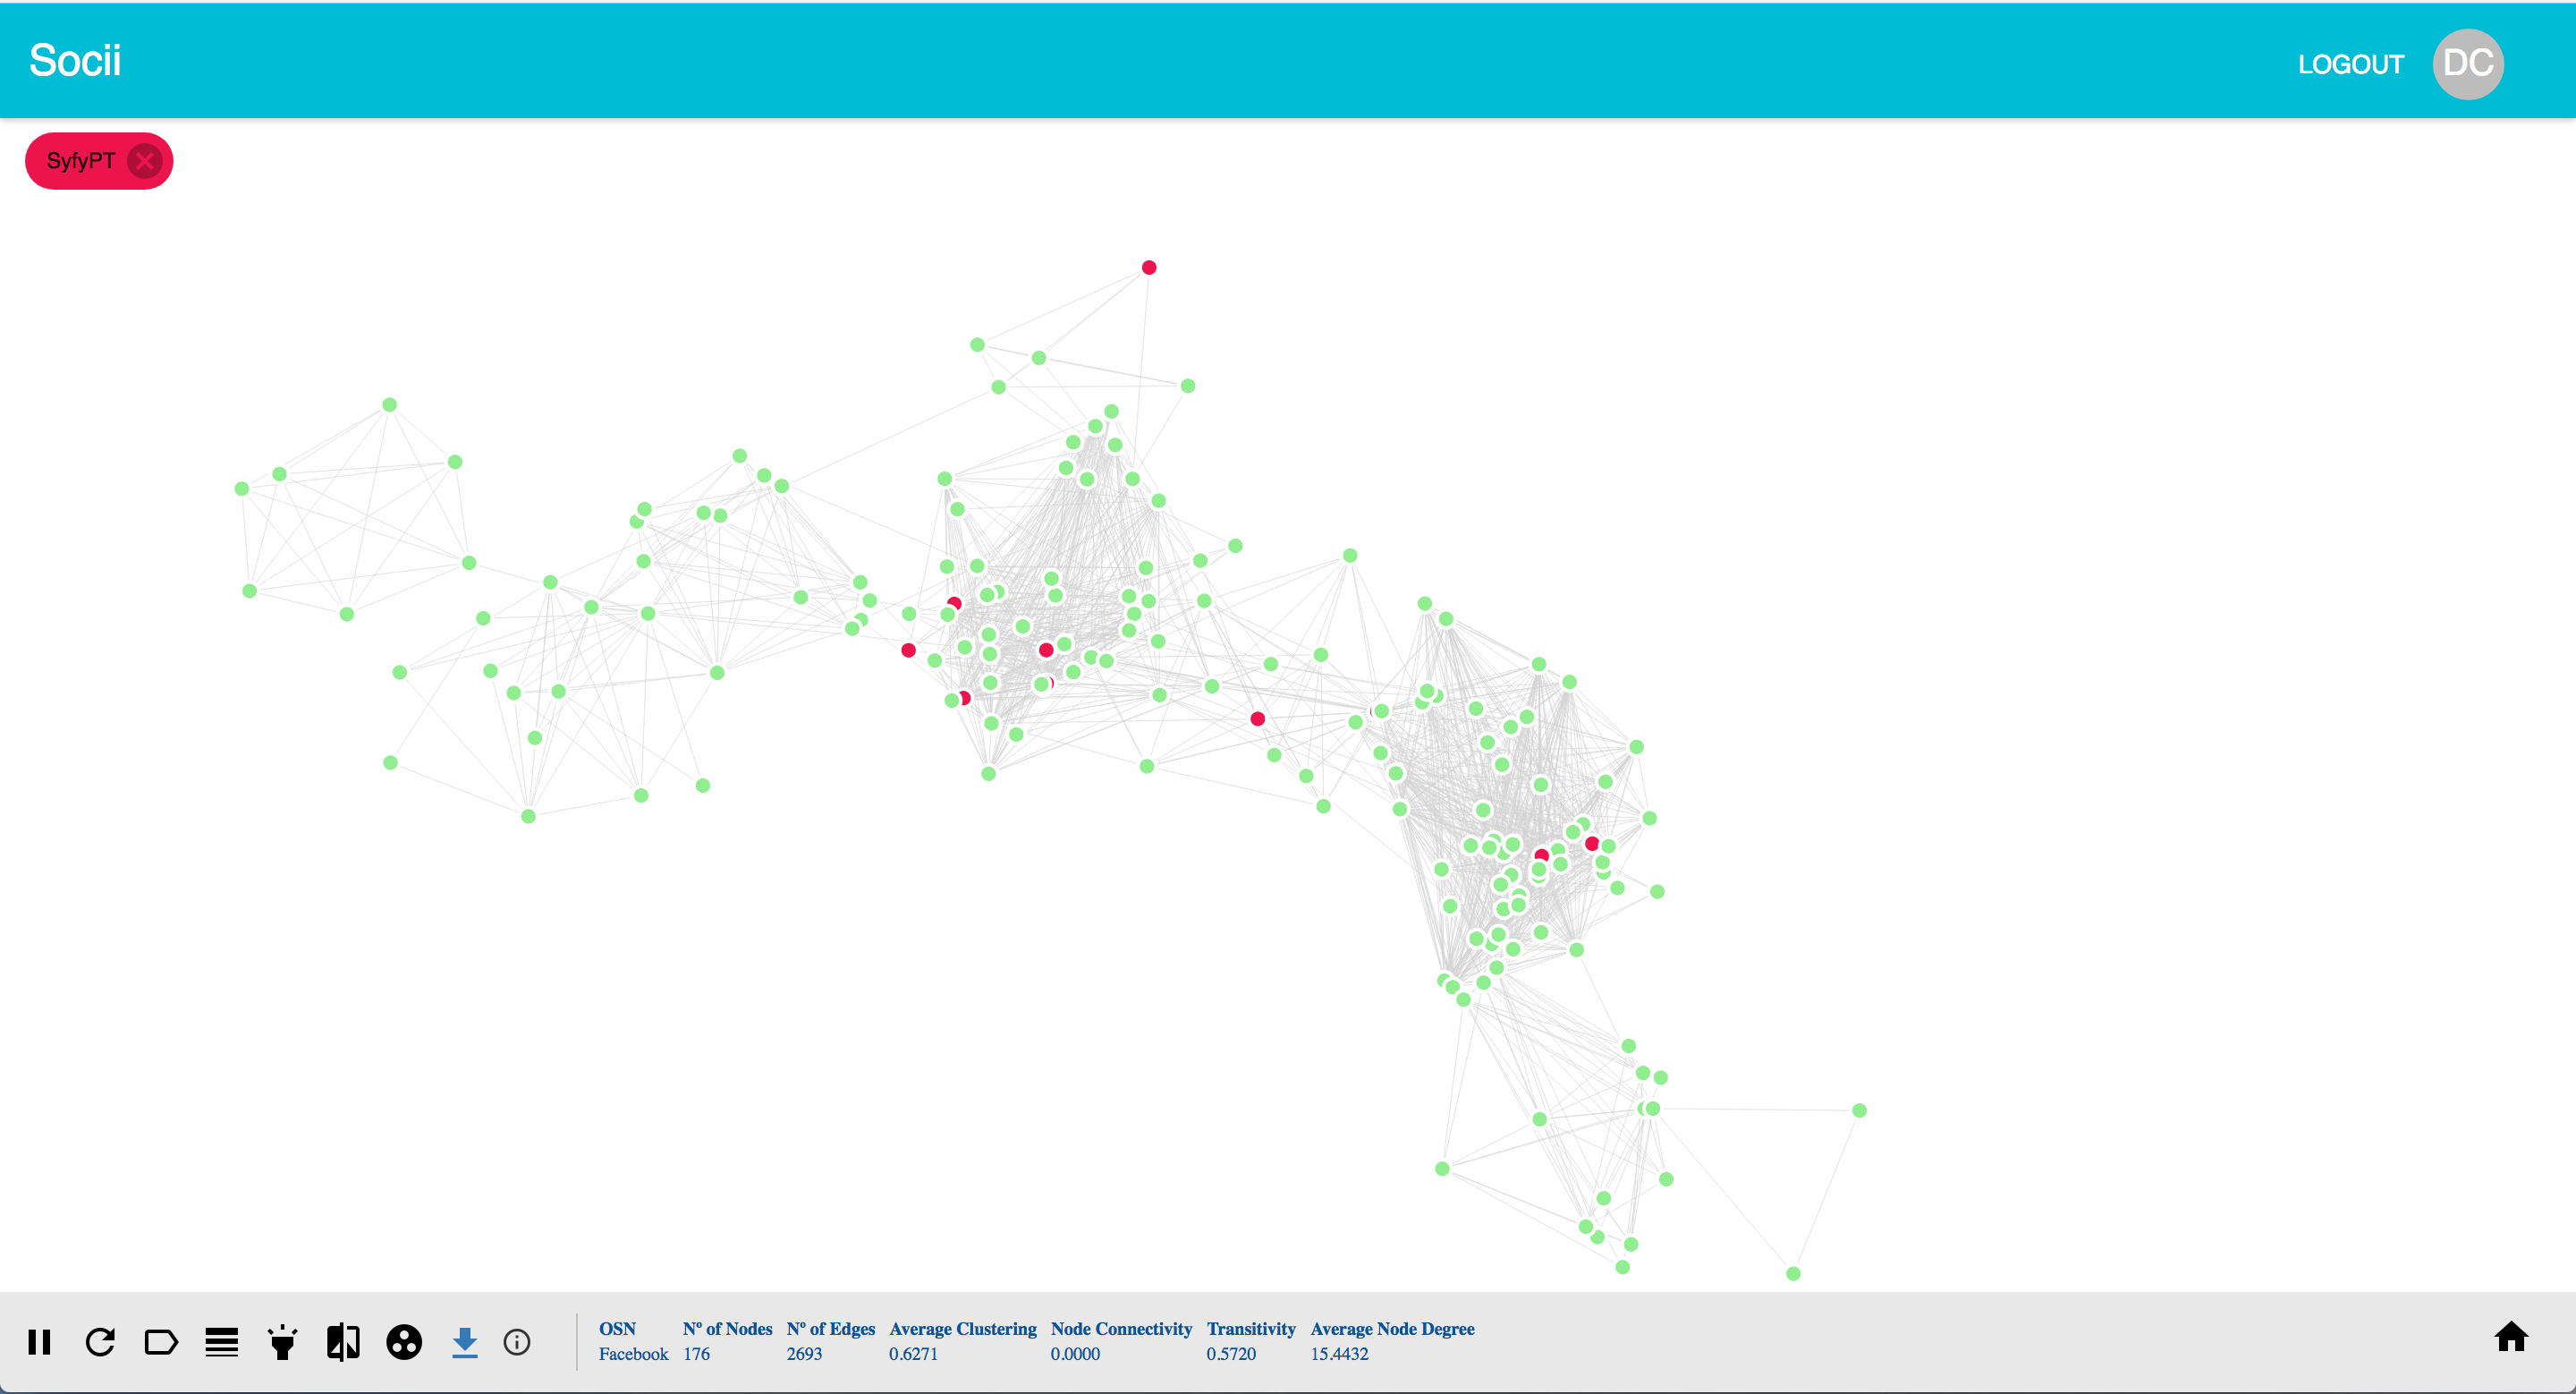 Socii
LOGOUT DC
SyfyPT
OSN Nº of Nodes Nº of Edges Average Clustering Node Connectivity Transitivity Average Node Degree
Facebook 176 2693 0.6271 0.0000 0.5720 15.4432